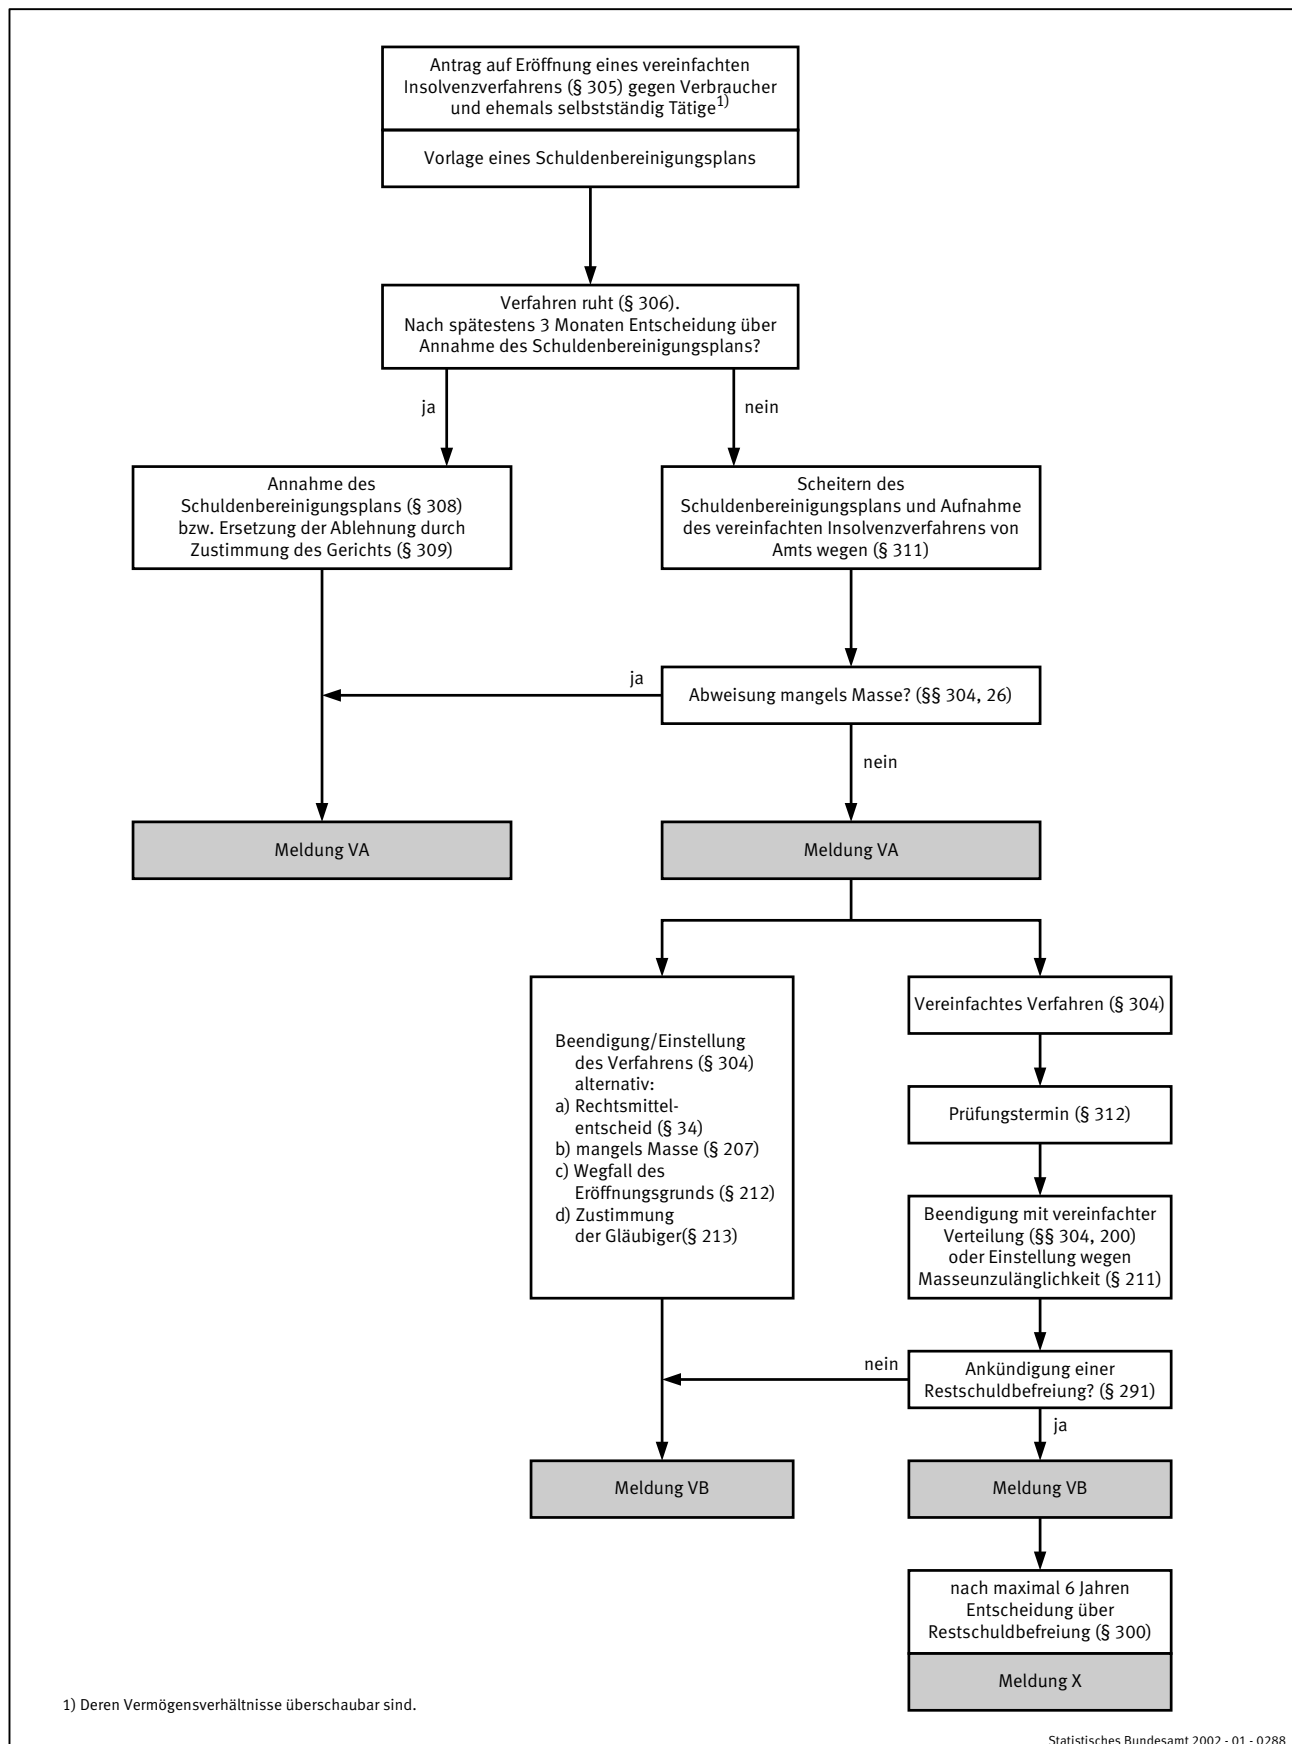 Antrag auf Eröffnung eines vereinfachten
Insolvenzverfahrens (§ 305) gegen Verbraucher
und ehemals selbstständig Tätige1)
Vorlage eines Schuldenbereinigungsplans
Verfahren ruht (§ 306).
Nach spätestens 3 Monaten Entscheidung über
Annahme des Schuldenbereinigungsplans?
ja
nein
Annahme des
Schuldenbereinigungsplans (§ 308)
bzw. Ersetzung der Ablehnung durch
Zustimmung des Gerichts (§ 309)
Scheitern des
Schuldenbereinigungsplans und Aufnahme
des vereinfachten Insolvenzverfahrens von
Amts wegen (§ 311)
ja
Abweisung mangels Masse? (§§ 304, 26)
nein
Meldung VA
Meldung VA
Beendigung/Einstellung
des Verfahrens (§ 304)
alternativ:
a) Rechtsmittel-
entscheid (§ 34)
b) mangels Masse (§ 207)
c) Wegfall des
Eröffnungsgrunds (§ 212)
d) Zustimmung
der Gläubiger(§ 213)
Vereinfachtes Verfahren (§ 304)
Prüfungstermin (§ 312)
Beendigung mit vereinfachter
Verteilung (§§ 304, 200)
oder Einstellung wegen
Masseunzulänglichkeit (§ 211)
nein
Ankündigung einer
Restschuldbefreiung? (§ 291)
ja
Meldung VB
Meldung VB
nach maximal 6 Jahren
Entscheidung über
Restschuldbefreiung (§ 300)
Meldung X
1) Deren Vermögensverhältnisse überschaubar sind.
Statistisches Bundesamt 2002 - 01 - 0288